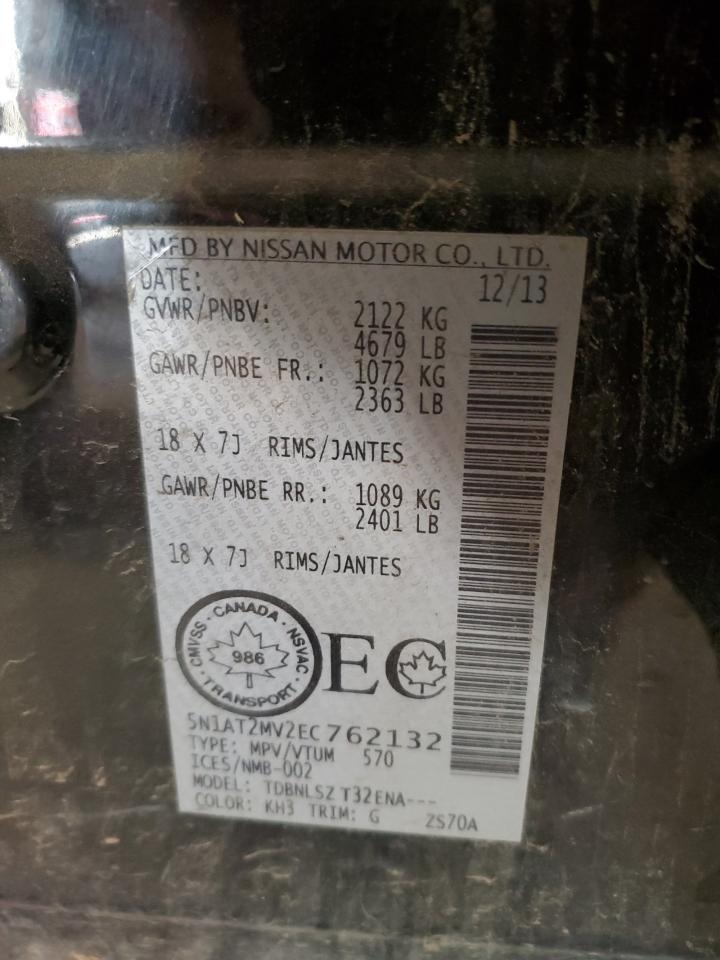 MFD BY NISSAN MOTOR CO., LTD.
DATE: 12/13
GVWR/PNBV: 2122 KG
4679 LB
GAWR/PNBE FR.: 1072 KG
2363 LB
18 X 7J RIMS/JANTES
GAWR/PNBE RR.: 1089 KG
2401 LB
18 X 7J RIMS/JANTES
CANADA · NSVAC · TRANSPORT · CMVSS
986
EC
5N1AT2MV2EC762132
TYPE: MPV/VTUM 570
ICES/NMB-002
MODEL: TDBNLSZ T32ENA---
COLOR: KH3 TRIM: G ZS70A